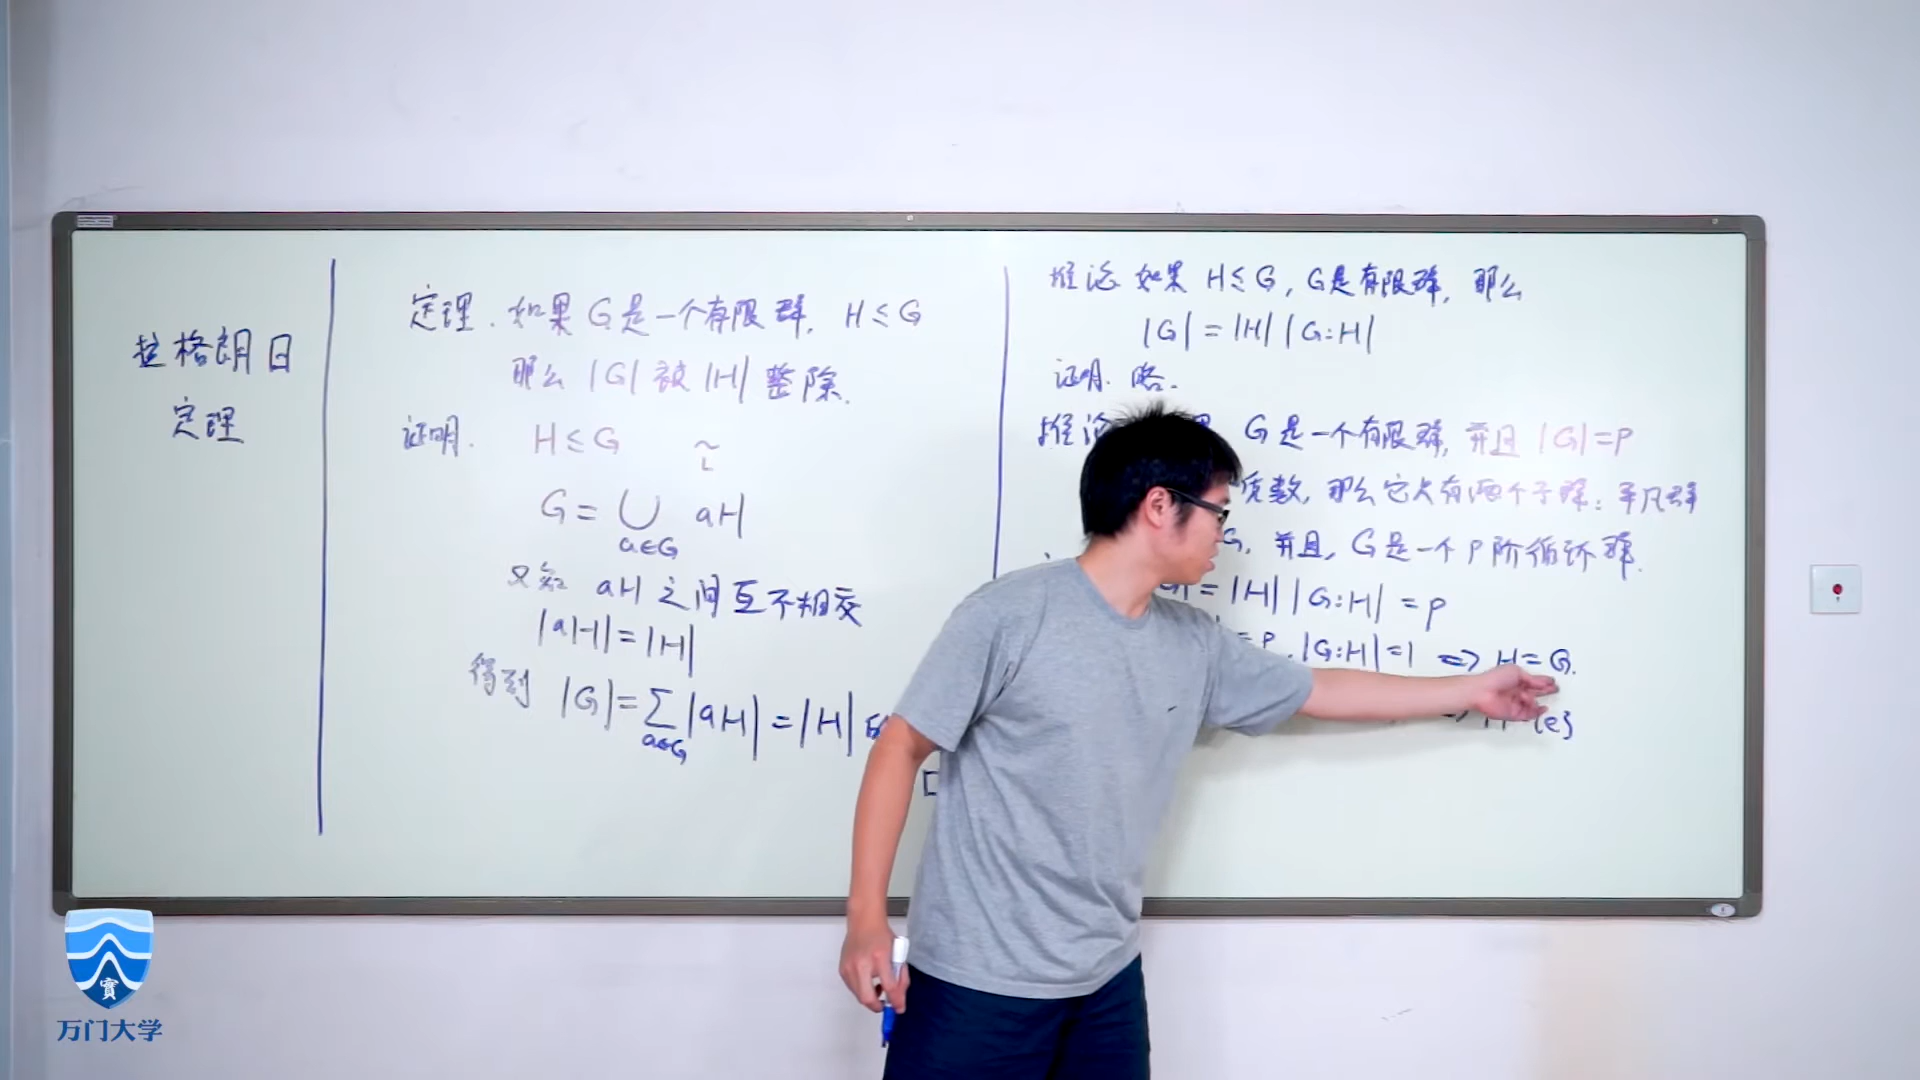 拉格朗日
定理
定理. 如果 G 是一个有限群, H ≤ G
那么 |G| 被 |H| 整除.
证明. H ≤ G ~L
G = ⋃ aH
a∈G
又知 aH 之间互不相交
|aH| = |H|
得到 |G| = Σ |aH| = |H|
a∈G
推论 如果 H ≤ G, G是有限群, 那么
|G| = |H| |G:H|
证明. 略.
推论 G 是一个有限群, 并且 |G| = p
质数, 那么它只有两个子群: 平凡群
G, 并且, G 是一个 p 阶循环群.
= |H| |G:H| = p
= p, |G:H| = 1 => H = G.
{e}
實
万门大学